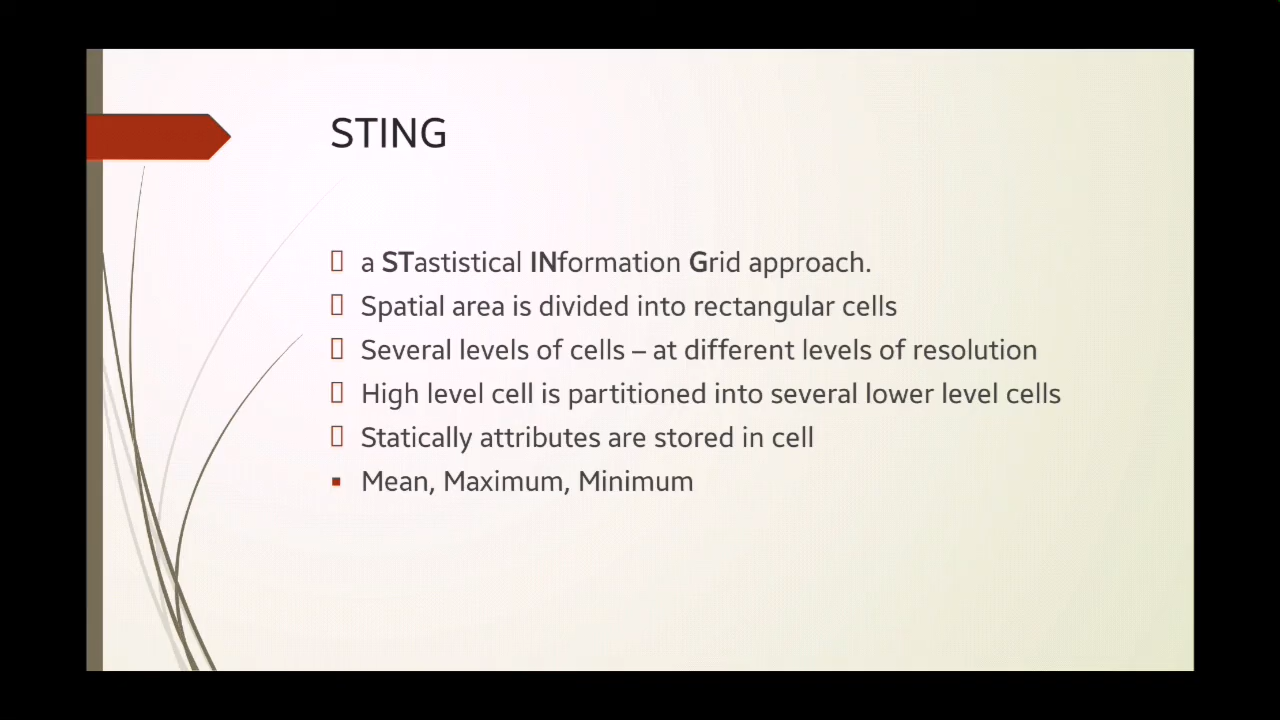 STING
a STastistical INformation Grid approach.
Spatial area is divided into rectangular cells
Several levels of cells – at different levels of resolution
High level cell is partitioned into several lower level cells
Statically attributes are stored in cell
Mean, Maximum, Minimum